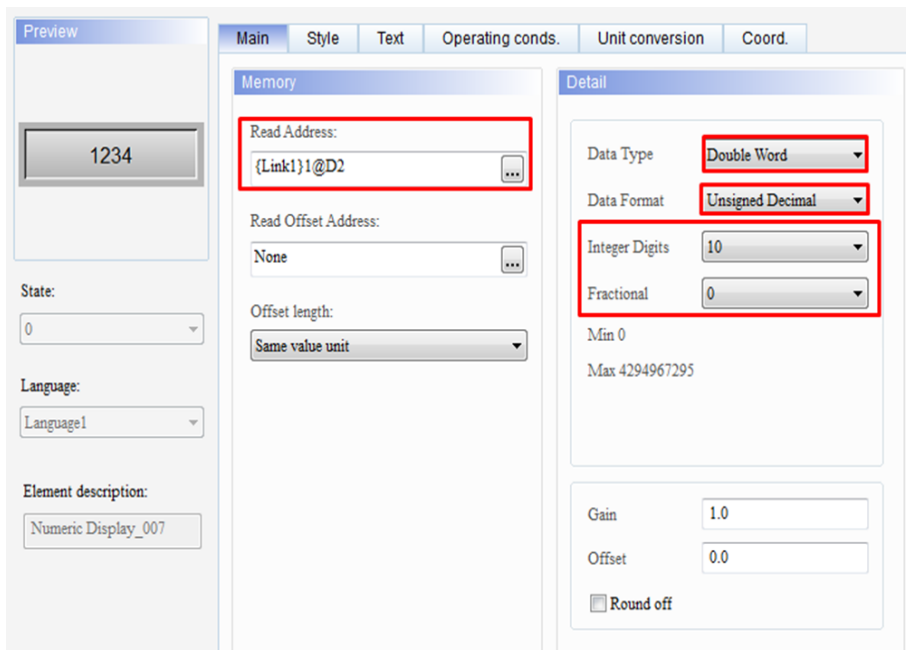 Preview
1234
State:
0
Language:
Language1
Element description:
Numeric Display_007
Main Style Text Operating conds. Unit conversion Coord.
Memory
Read Address:
{Link1}1@D2
...
Read Offset Address:
None
...
Offset length:
Same value unit
Detail
Data Type Double Word
Data Format Unsigned Decimal
Integer Digits 10
Fractional 0
Min 0
Max 4294967295
Gain 1.0
Offset 0.0
Round off